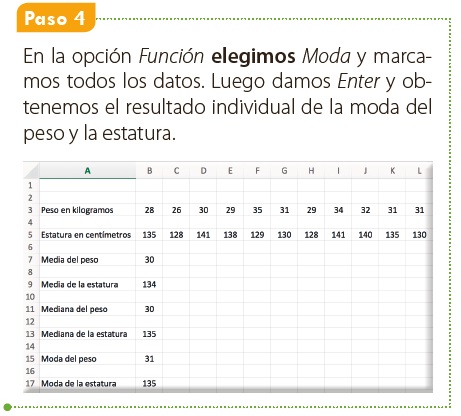 Paso 4
En la opción Función elegimos Moda y marca-
mos todos los datos. Luego damos Enter y ob-
tenemos el resultado individual de la moda del
peso y la estatura.
A B C D E F G H I J K L
1
2
3 Peso en kilogramos 28 26 30 29 35 31 29 34 32 31 31
4
5 Estatura en centímetros 135 128 141 138 129 130 128 141 140 135 130
6
7 Media del peso 30
8
9 Media de la estatura 134
10
11 Mediana del peso 30
12
13 Mediana de la estatura 135
14
15 Moda del peso 31
16
17 Moda de la estatura 135